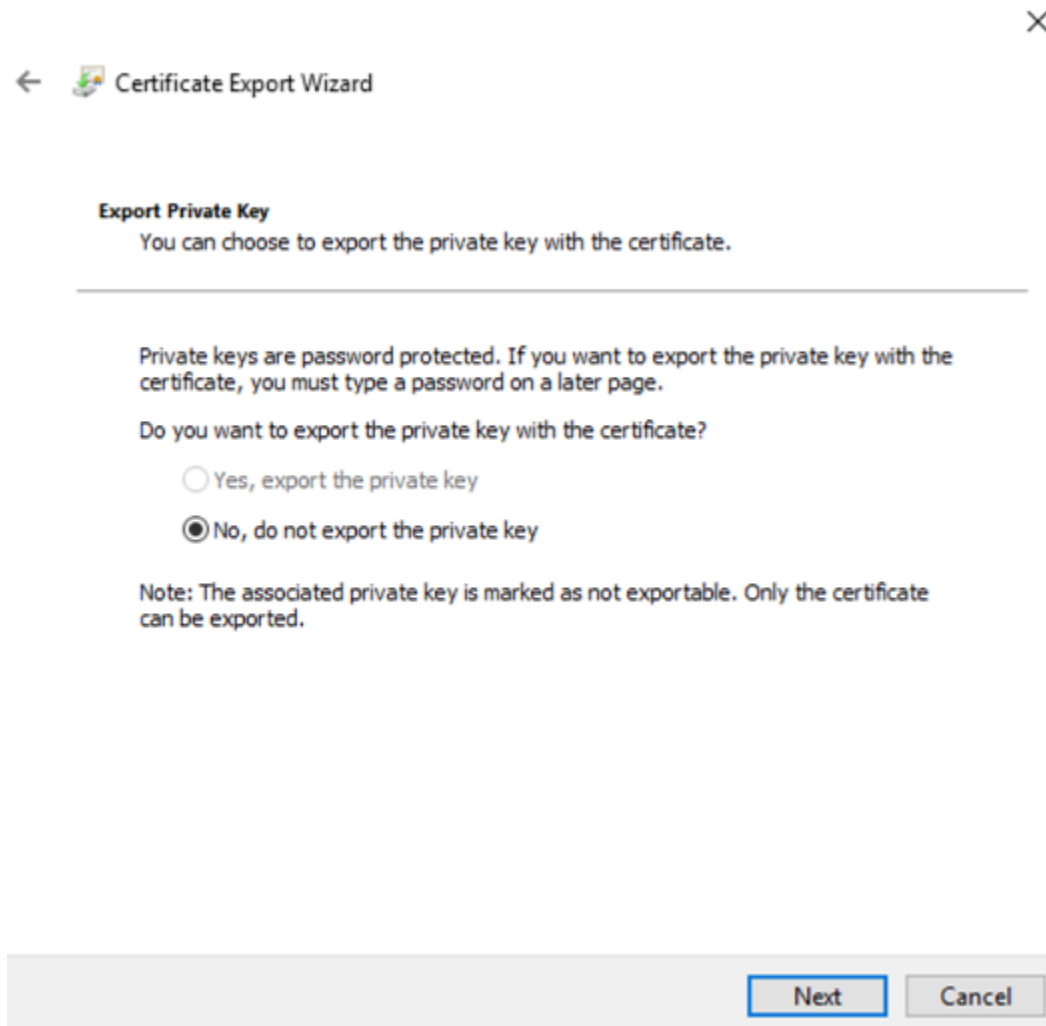 Certificate Export Wizard
Export Private Key
You can choose to export the private key with the certificate.
Private keys are password protected. If you want to export the private key with the
certificate, you must type a password on a later page.
Do you want to export the private key with the certificate?
Yes, export the private key
No, do not export the private key
Note: The associated private key is marked as not exportable. Only the certificate
can be exported.
Next
Cancel